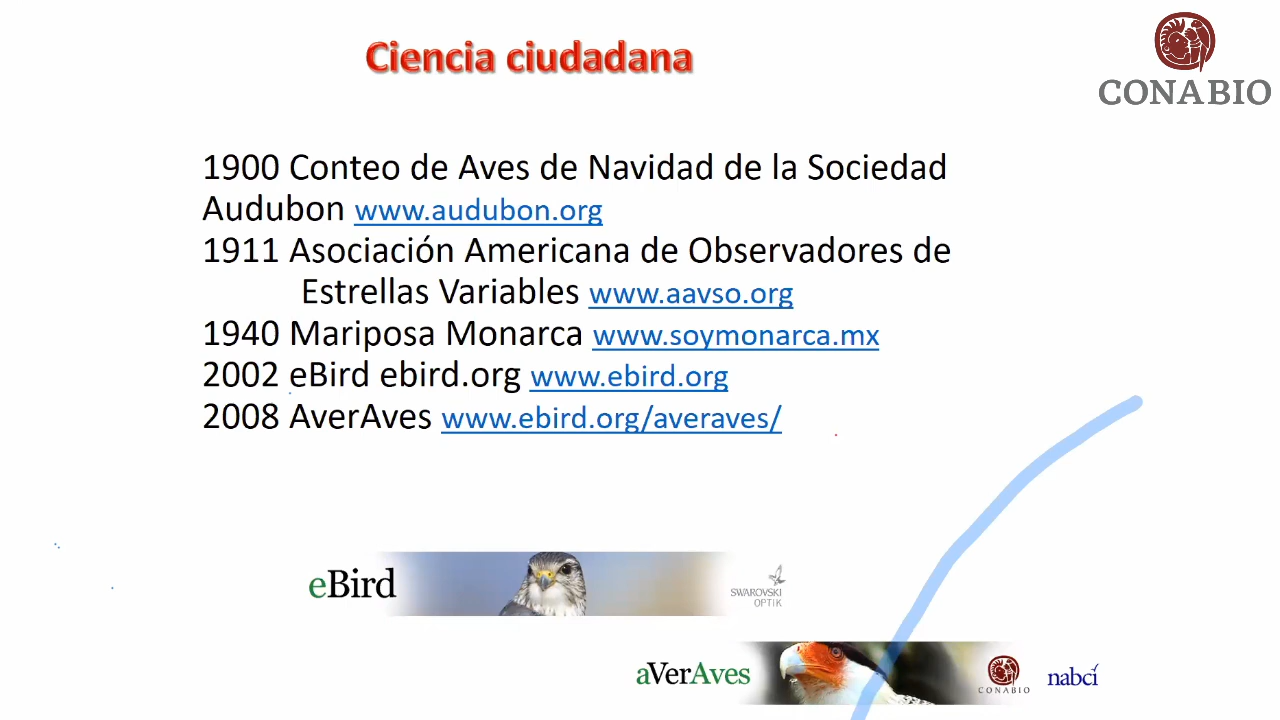 Ciencia ciudadana
CONABIO
1900 Conteo de Aves de Navidad de la Sociedad
Audubon www.audubon.org
1911 Asociación Americana de Observadores de
Estrellas Variables www.aavso.org
1940 Mariposa Monarca www.soymonarca.mx
2002 eBird ebird.org www.ebird.org
2008 AverAves www.ebird.org/averaves/
eBird
SWAROVSKI
OPTIK
aVerAves
CONABIO
nabci